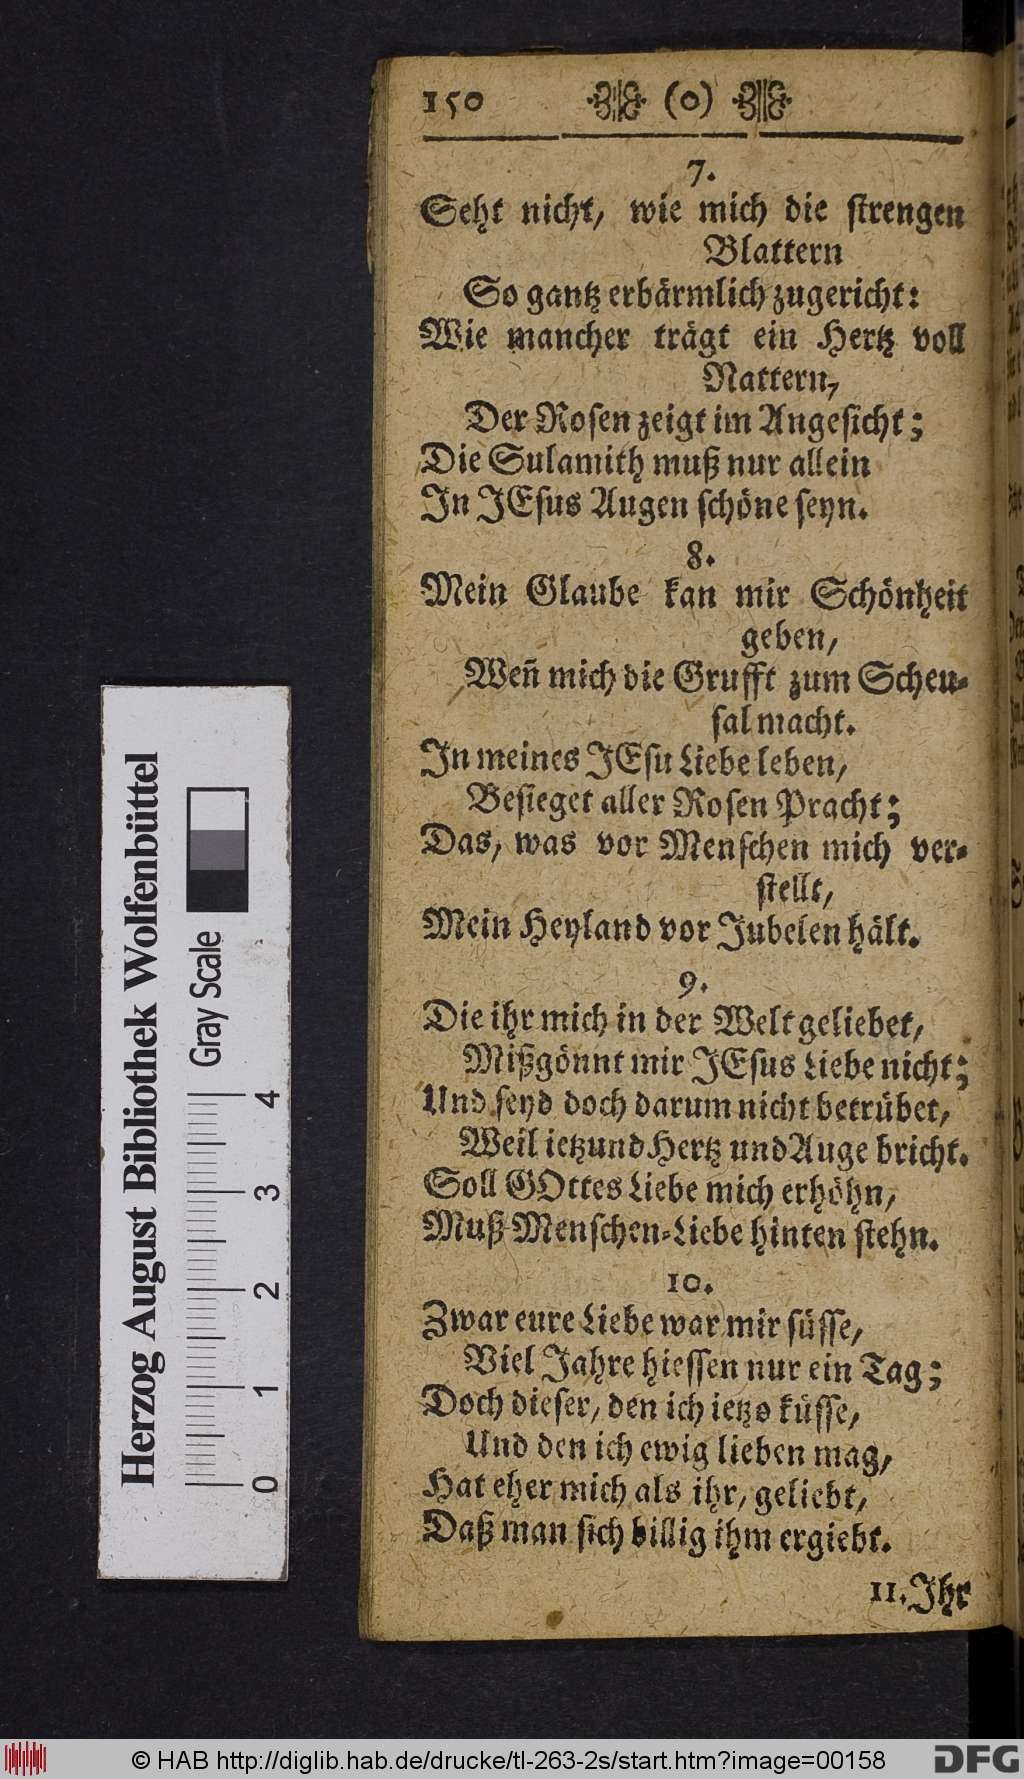 150 (0)
7.
Seht nicht, wie mich die strengen
Blattern
So gantz erbärmlich zugericht:
Wie mancher trägt ein Hertz voll
Nattern,
Der Rosen zeigt im Angesicht;
Die Sulamith muß nur allein
In JEsus Augen schöne seyn.
8.
Mein Glaube kan mir Schönheit
geben,
Weñ mich die Grufft zum Scheu-
sal macht.
In meines JEsu Liebe leben,
Besieget aller Rosen Pracht;
Das, was vor Menschen mich ver-
stellt,
Mein Heyland vor Jubelen hält.
9.
Die ihr mich in der Welt geliebet,
Mißgönnt mir JEsus Liebe nicht;
Und seyd doch darum nicht betrübet,
Weil ietzund Hertz und Auge bricht.
Soll GOttes Liebe mich erhöhn,
Muß Menschen-Liebe hinten stehn.
10.
Zwar eure Liebe war mir süsse,
Viel Jahre hiessen nur ein Tag;
Doch dieser, den ich ietzo küsse,
Und den ich ewig lieben mag,
Hat eher mich als ihr, geliebt,
Daß man sich billig ihm ergiebt.
11. Ihr
Herzog August Bibliothek Wolfenbüttel
Gray Scale
0 1 2 3 4
© HAB http://diglib.hab.de/drucke/tl-263-2s/start.htm?image=00158
DFG